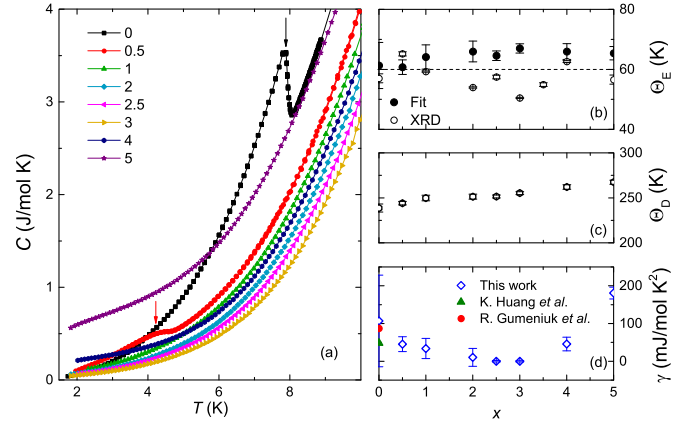 4
3
2
1
0
C (J/mol K)
0
0.5
1
2
2.5
3
4
5
(a)
2 4 6 8
T (K)
80
60
40
Θ_E (K)
Fit
XRD
(b)
300
250
200
Θ_D (K)
(c)
200
100
0
γ (mJ/mol K²)
This work
K. Huang et al.
R. Gumeniuk et al.
(d)
0 1 2 3 4 5
x